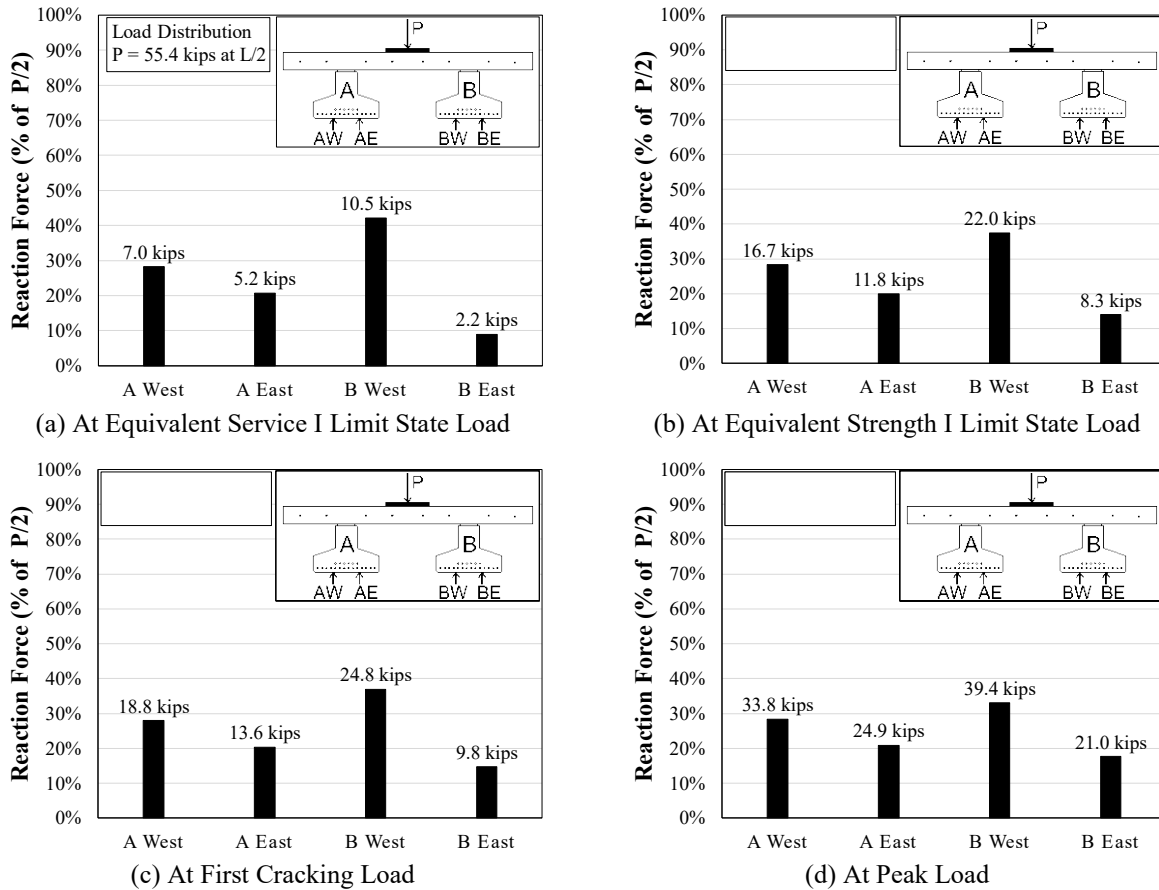 100%
90%
80%
70%
60%
50%
40%
30%
20%
10%
0%
Reaction Force (% of P/2)
Load Distribution
P = 55.4 kips at L/2
P
A
B
AW
AE
BW
BE
7.0 kips
5.2 kips
10.5 kips
2.2 kips
A West
A East
B West
B East
(a) At Equivalent Service I Limit State Load
100%
90%
80%
70%
60%
50%
40%
30%
20%
10%
0%
Reaction Force (% of P/2)
P
A
B
AW
AE
BW
BE
16.7 kips
11.8 kips
22.0 kips
8.3 kips
A West
A East
B West
B East
(b) At Equivalent Strength I Limit State Load
100%
90%
80%
70%
60%
50%
40%
30%
20%
10%
0%
Reaction Force (% of P/2)
P
A
B
AW
AE
BW
BE
18.8 kips
13.6 kips
24.8 kips
9.8 kips
A West
A East
B West
B East
(c) At First Cracking Load
100%
90%
80%
70%
60%
50%
40%
30%
20%
10%
0%
Reaction Force (% of P/2)
P
A
B
AW
AE
BW
BE
33.8 kips
24.9 kips
39.4 kips
21.0 kips
A West
A East
B West
B East
(d) At Peak Load